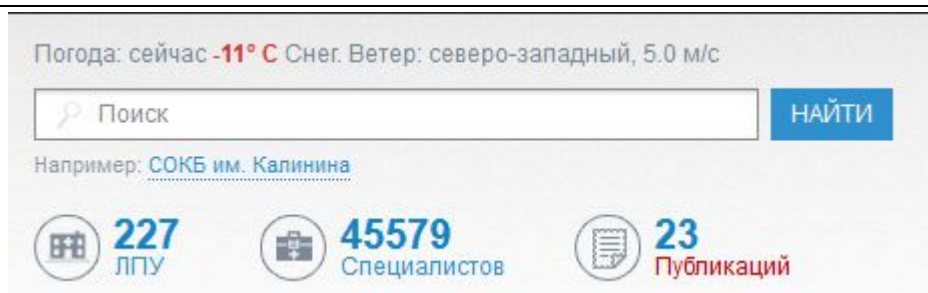 Погода: сейчас -11° C Снег. Ветер: северо-западный, 5.0 м/с
Поиск НАЙТИ
Например: СОКБ им. Калинина
227 45579 23
ЛПУ Специалистов Публикаций